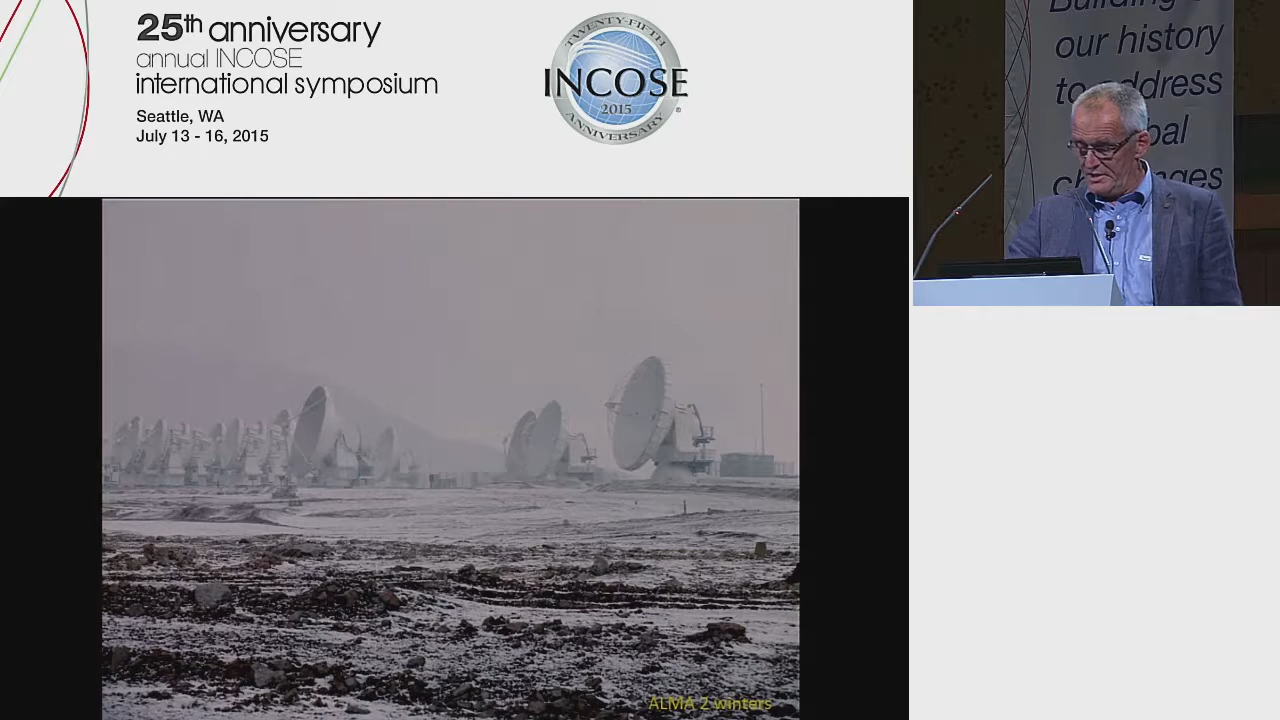 25th anniversary
annual INCOSE
international symposium
Seattle, WA
July 13 - 16, 2015
TWENTY-FIFTH
INCOSE
2015
ANNIVERSARY
®
Building
our history
to address
ALMA 2 winters